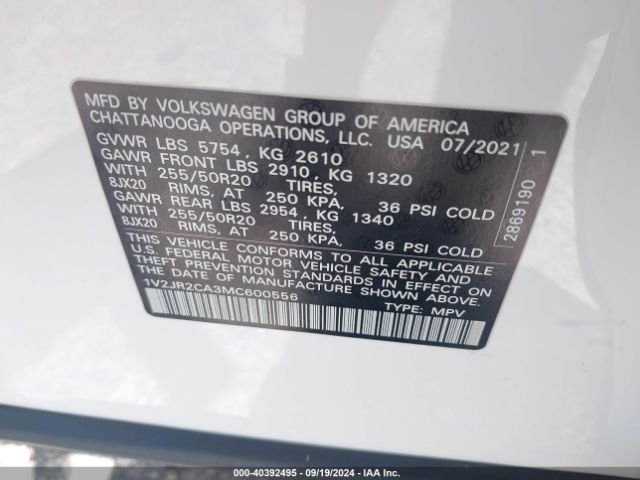 MFD BY VOLKSWAGEN GROUP OF AMERICA
CHATTANOOGA OPERATIONS, LLC. USA 07/2021
GVWR LBS 5754, KG 2610
GAWR FRONT LBS 2910, KG 1320
WITH 255/50R20 TIRES,
8JX20 RIMS, AT 250 KPA, 36 PSI COLD
GAWR REAR LBS 2954, KG 1340
WITH 255/50R20 TIRES,
8JX20 RIMS, AT 250 KPA, 36 PSI COLD
THIS VEHICLE CONFORMS TO ALL APPLICABLE
U.S. FEDERAL MOTOR VEHICLE SAFETY AND
THEFT PREVENTION STANDARDS IN EFFECT ON
THE DATE OF MANUFACTURE SHOWN ABOVE.
1V2JR2CA3MC600556
TYPE: MPV
2869190 1
000-40392495 - 09/19/2024 - IAA Inc.